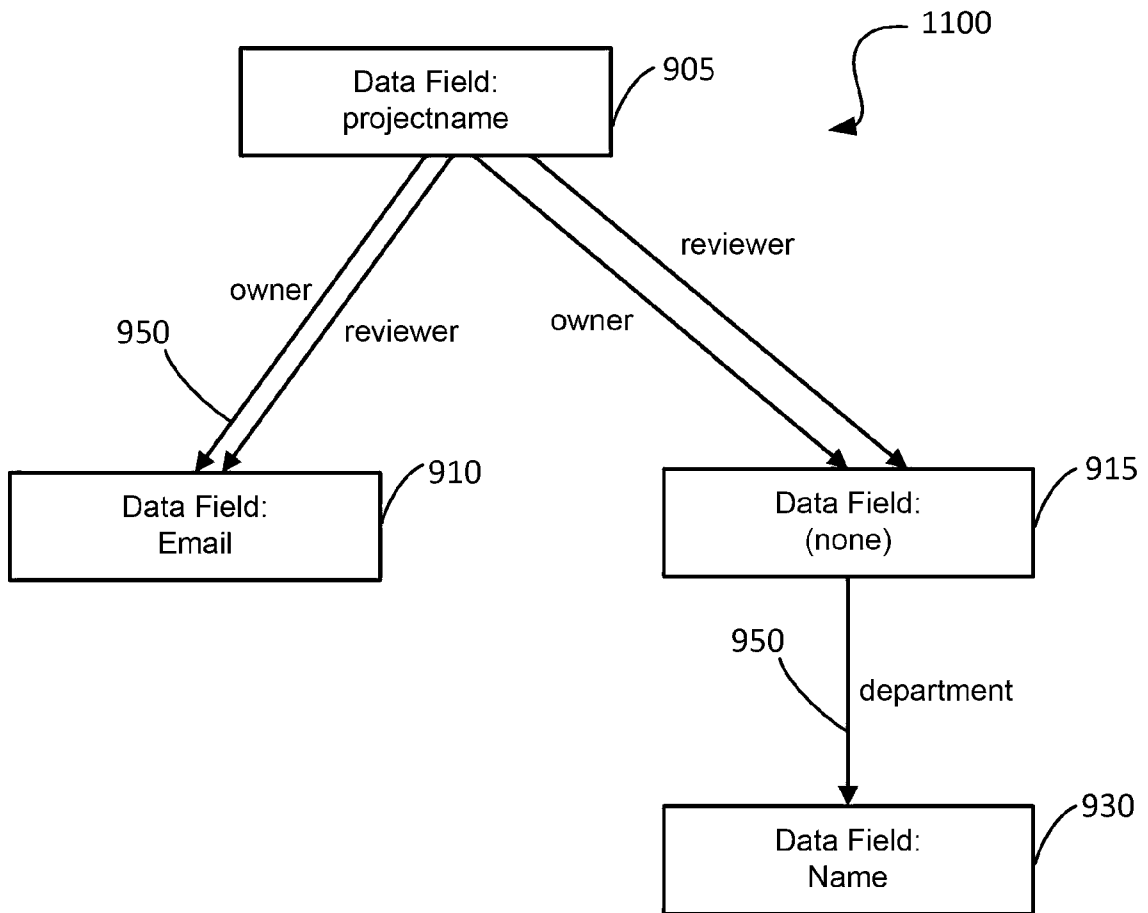 1100
Data Field:
projectname
905
reviewer
owner
owner
reviewer
950
910
Data Field:
Email
915
Data Field:
(none)
950
department
930
Data Field:
Name